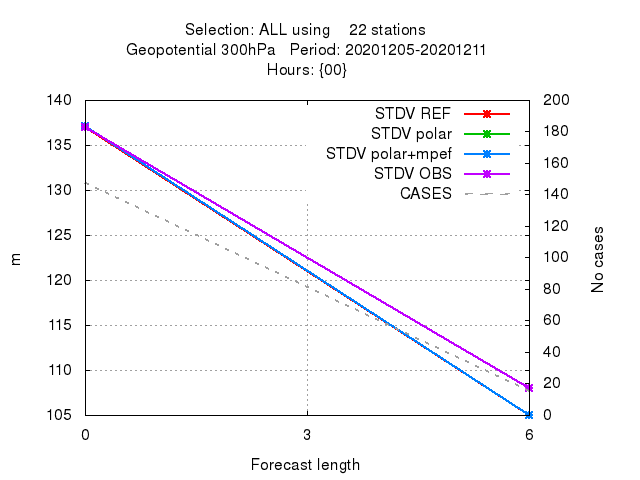 Selection: ALL using 22 stations
Geopotential 300hPa Period: 20201205-20201211
Hours: {00}
140 200
STDV REF
180
135 STDV polar
STDV polar+mpef 160
STDV OBS
130 CASES 140
120
125
100
m No cases
120 80
60
115
40
110
20
105 0
0 3 6
Forecast length